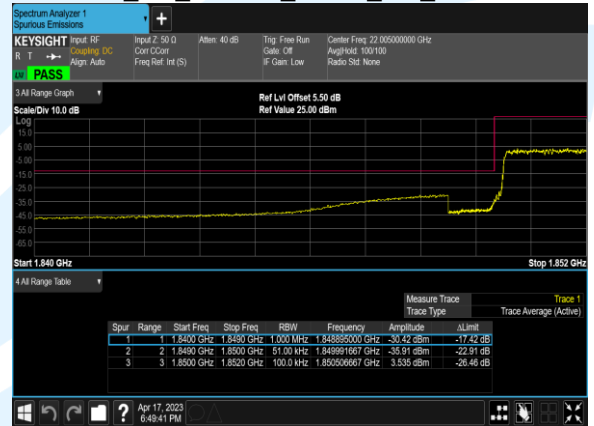 Spectrum Analyzer 1
Spurious Emissions
+
KEYSIGHT Input: RF Input Z: 50 Ω Atten: 40 dB Trig: Free Run Center Freq: 22.005000000 GHz
R T Coupling: DC Corr CCorr Gate: Off Avg|Hold: 100/100
Align: Auto Freq Ref: Int (S) IF Gain: Low Radio Std: None
PASS
3 All Range Graph
Ref Lvl Offset 5.50 dB
Scale/Div 10.0 dB Ref Value 25.00 dBm
Log
15.0
5.00
-5.00
-15.0
-25.0
-35.0
-45.0
-55.0
-65.0
Start 1.840 GHz Stop 1.852 GHz
4 All Range Table
Measure Trace Trace 1
Trace Type Trace Average (Active)
Spur Range Start Freq Stop Freq RBW Frequency Amplitude ΔLimit
1 1 1.8400 GHz 1.8490 GHz 1.000 MHz 1.848895000 GHz -30.42 dBm -17.42 dB
2 2 1.8490 GHz 1.8500 GHz 51.00 kHz 1.849991667 GHz -35.91 dBm -22.91 dB
3 3 1.8500 GHz 1.8520 GHz 100.0 kHz 1.850506667 GHz 3.535 dBm -26.46 dB
? Apr 17, 2023
6:49:41 PM